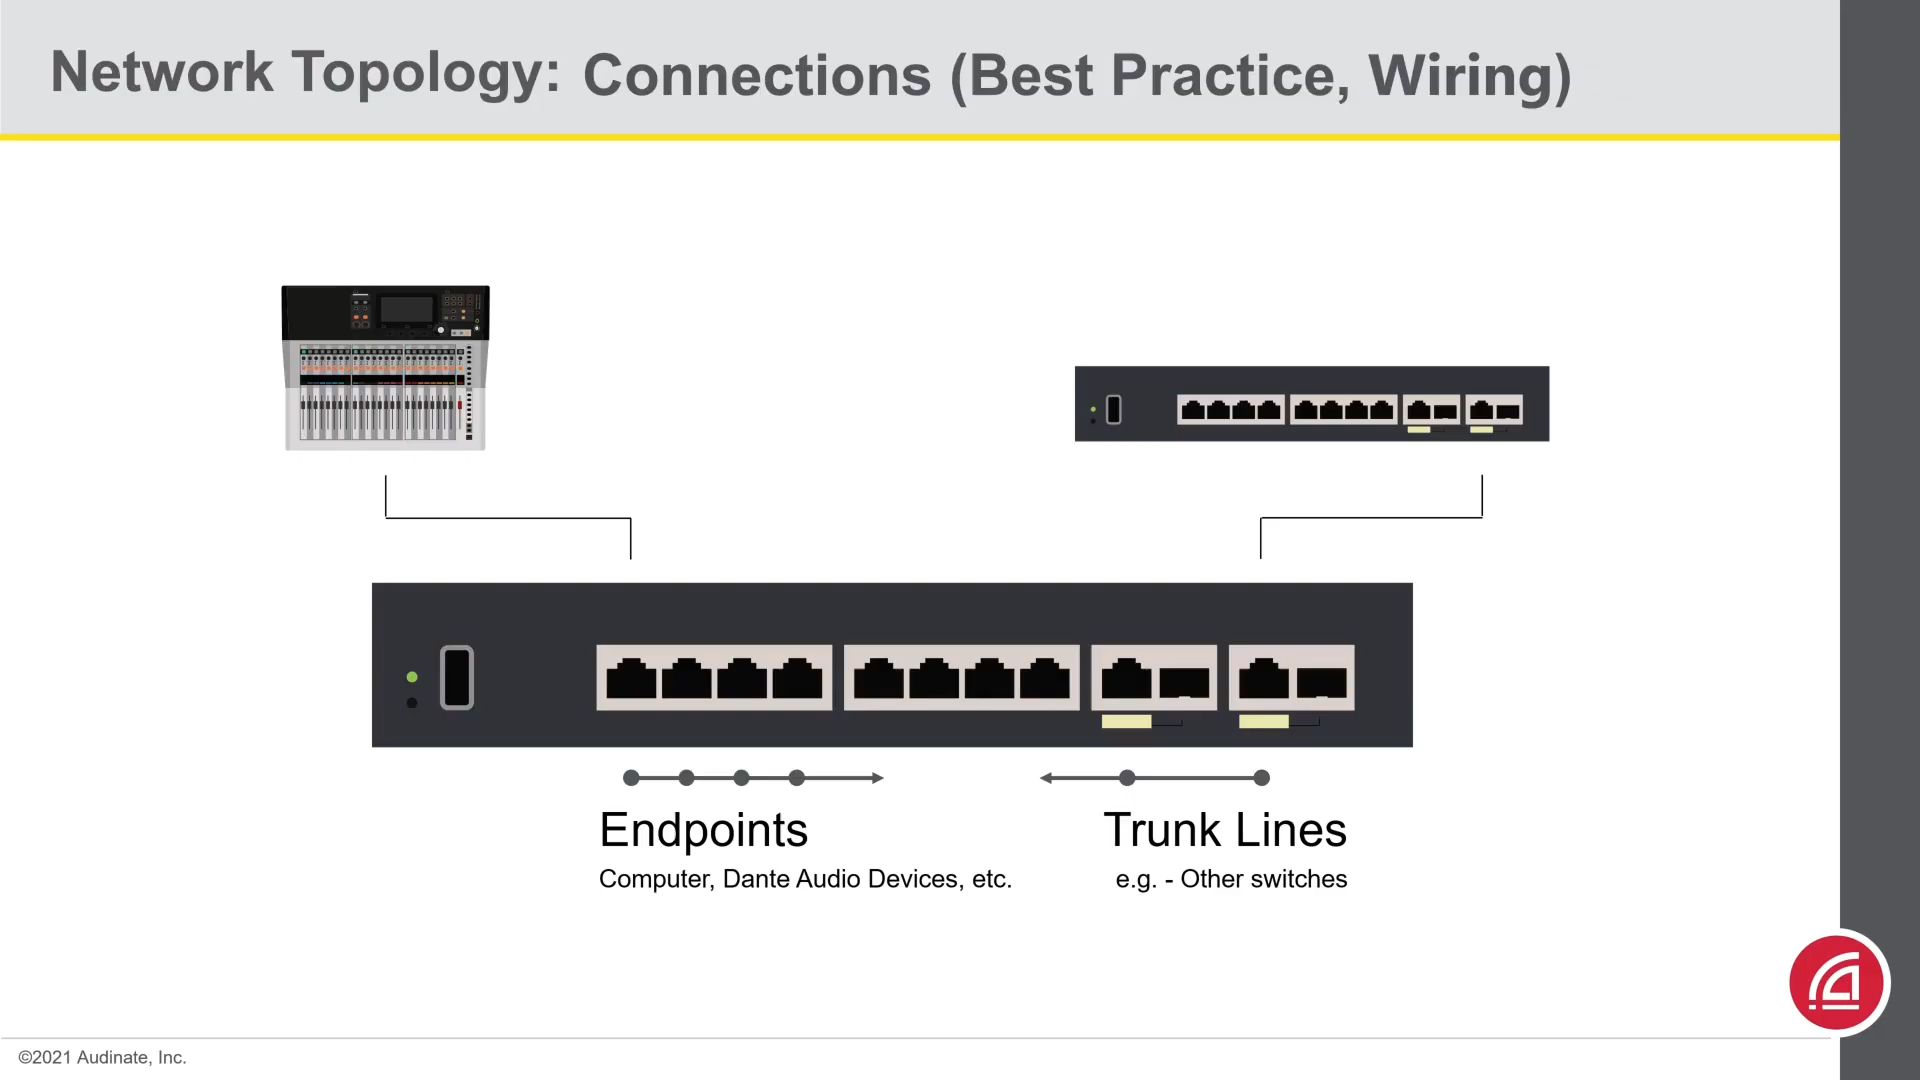 Network Topology: Connections (Best Practice, Wiring)
Endpoints
Computer, Dante Audio Devices, etc.
Trunk Lines
e.g. - Other switches
©2021 Audinate, Inc.